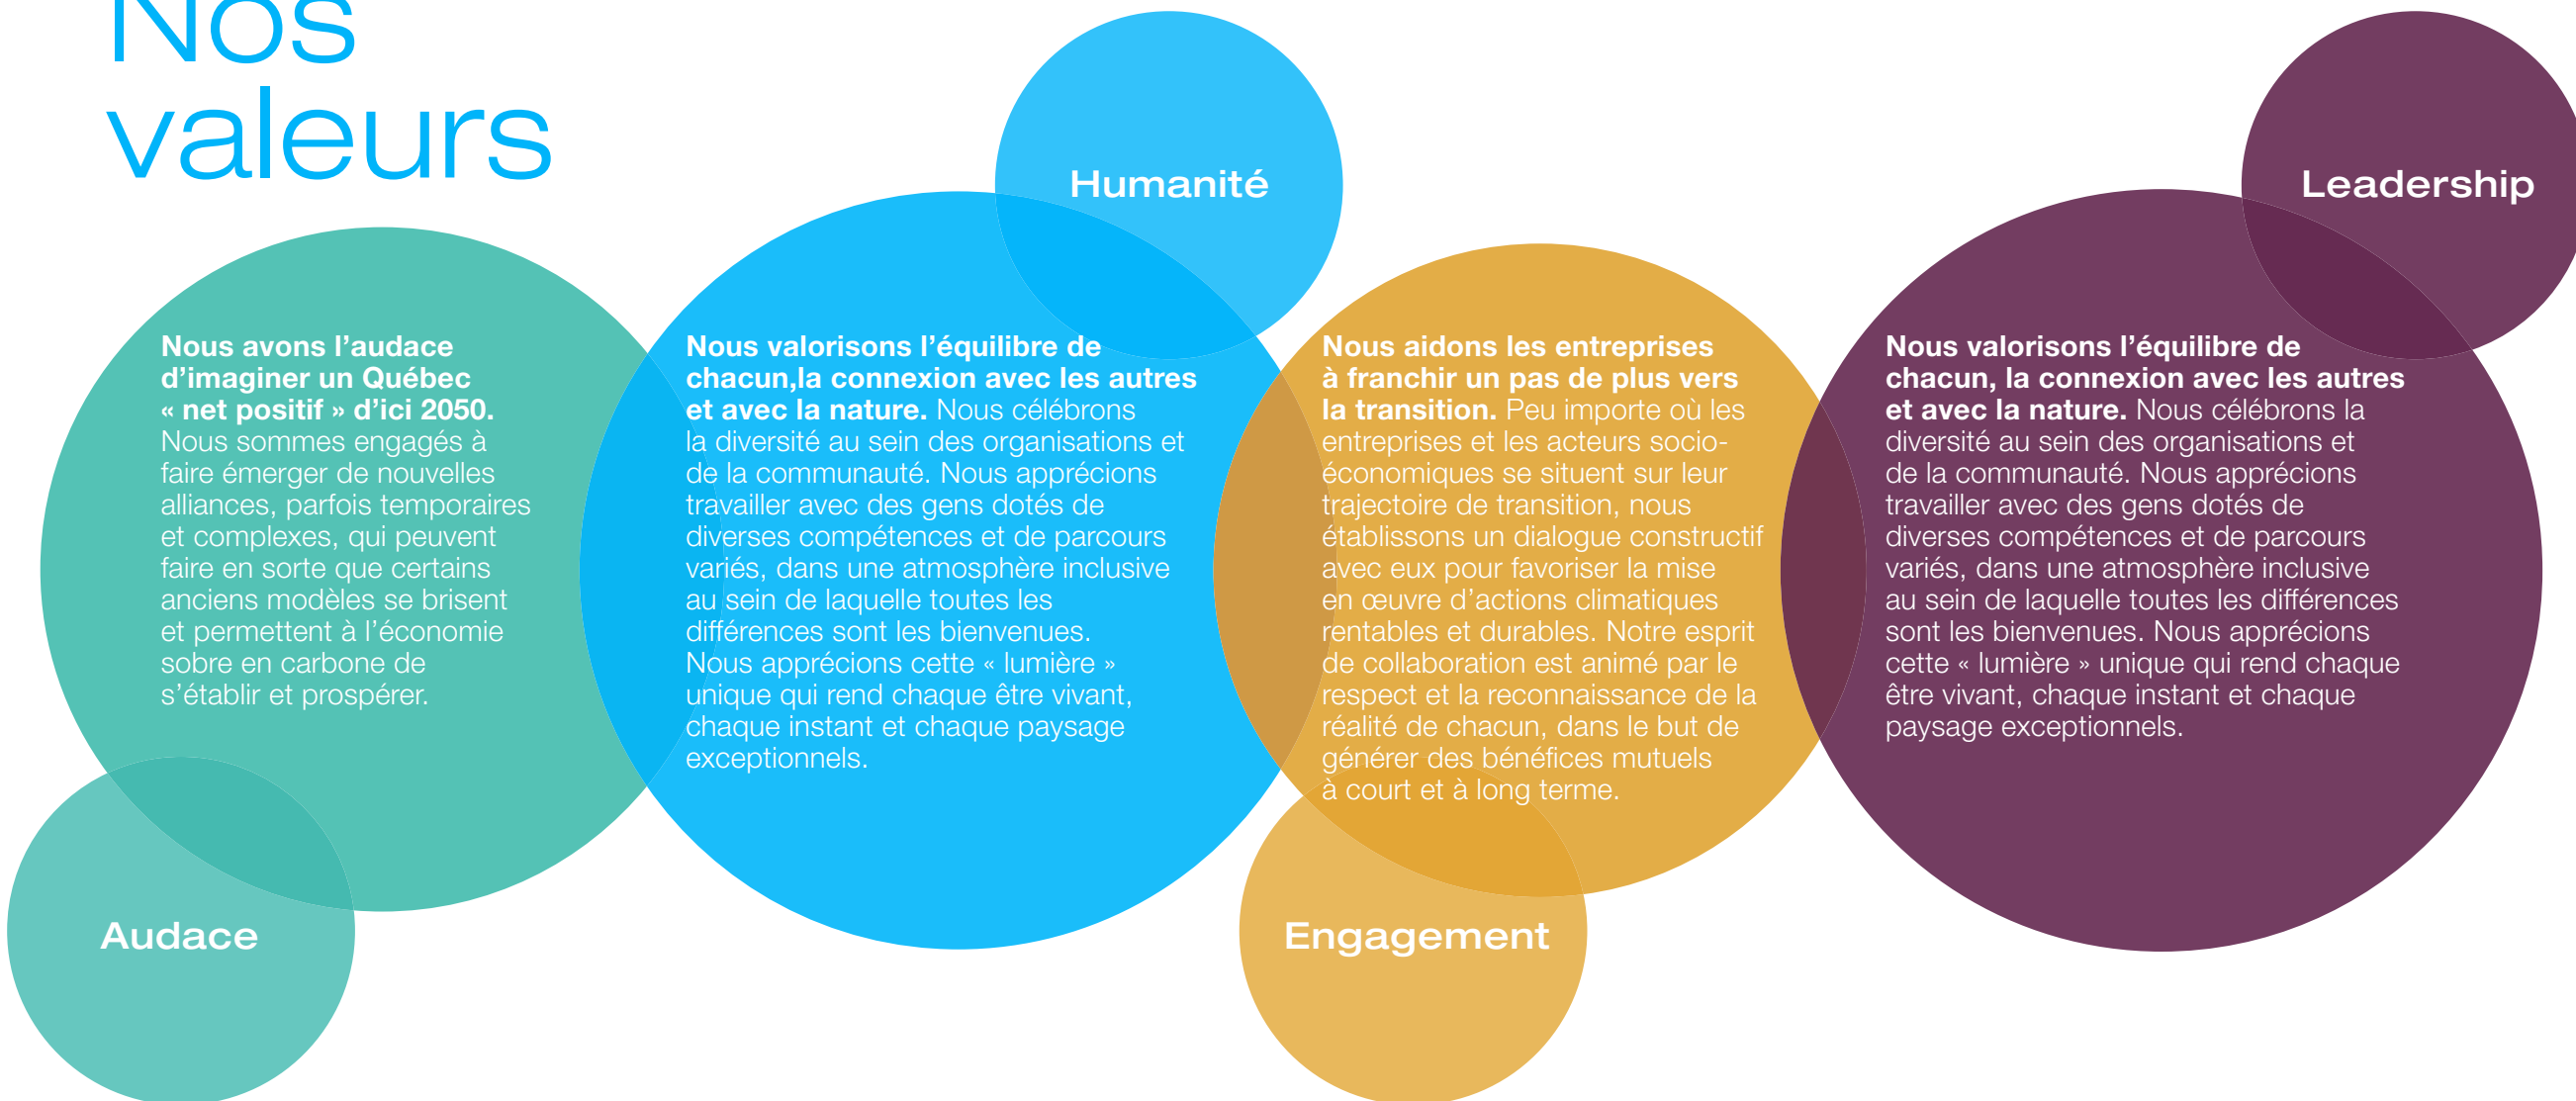 Nos
valeurs
Nous avons l’audace
d’imaginer un Québec
« net positif » d’ici 2050.
Nous sommes engagés à
faire émerger de nouvelles
alliances, parfois temporaires
et complexes, qui peuvent
faire en sorte que certains
anciens modèles se brisent
et permettent à l’économie
sobre en carbone de
s’établir et prospérer.
Audace
Humanité
Nous valorisons l’équilibre de
chacun,la connexion avec les autres
et avec la nature. Nous célébrons
la diversité au sein des organisations et
de la communauté. Nous apprécions
travailler avec des gens dotés de
diverses compétences et de parcours
variés, dans une atmosphère inclusive
au sein de laquelle toutes les
différences sont les bienvenues.
Nous apprécions cette « lumière »
unique qui rend chaque être vivant,
chaque instant et chaque paysage
exceptionnels.
Nous aidons les entreprises
à franchir un pas de plus vers
la transition. Peu importe où les
entreprises et les acteurs socio-
économiques se situent sur leur
trajectoire de transition, nous
établissons un dialogue constructif
avec eux pour favoriser la mise
en œuvre d’actions climatiques
rentables et durables. Notre esprit
de collaboration est animé par le
respect et la reconnaissance de la
réalité de chacun, dans le but de
générer des bénéfices mutuels
à court et à long terme.
Engagement
Leadership
Nous valorisons l’équilibre de
chacun, la connexion avec les autres
et avec la nature. Nous célébrons la
diversité au sein des organisations et
de la communauté. Nous apprécions
travailler avec des gens dotés de
diverses compétences et de parcours
variés, dans une atmosphère inclusive
au sein de laquelle toutes les différences
sont les bienvenues. Nous apprécions
cette « lumière » unique qui rend chaque
être vivant, chaque instant et chaque
paysage exceptionnels.